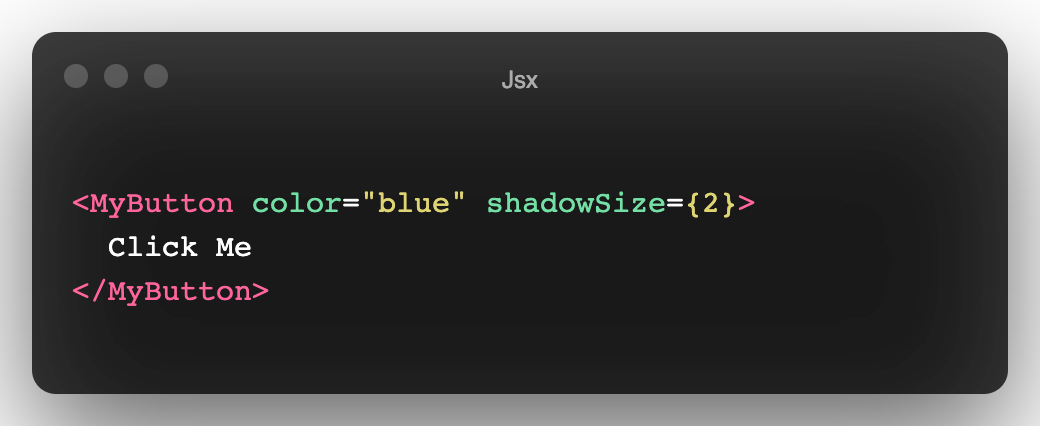 Jsx
<MyButton color="blue" shadowSize={2}>
  Click Me
</MyButton>